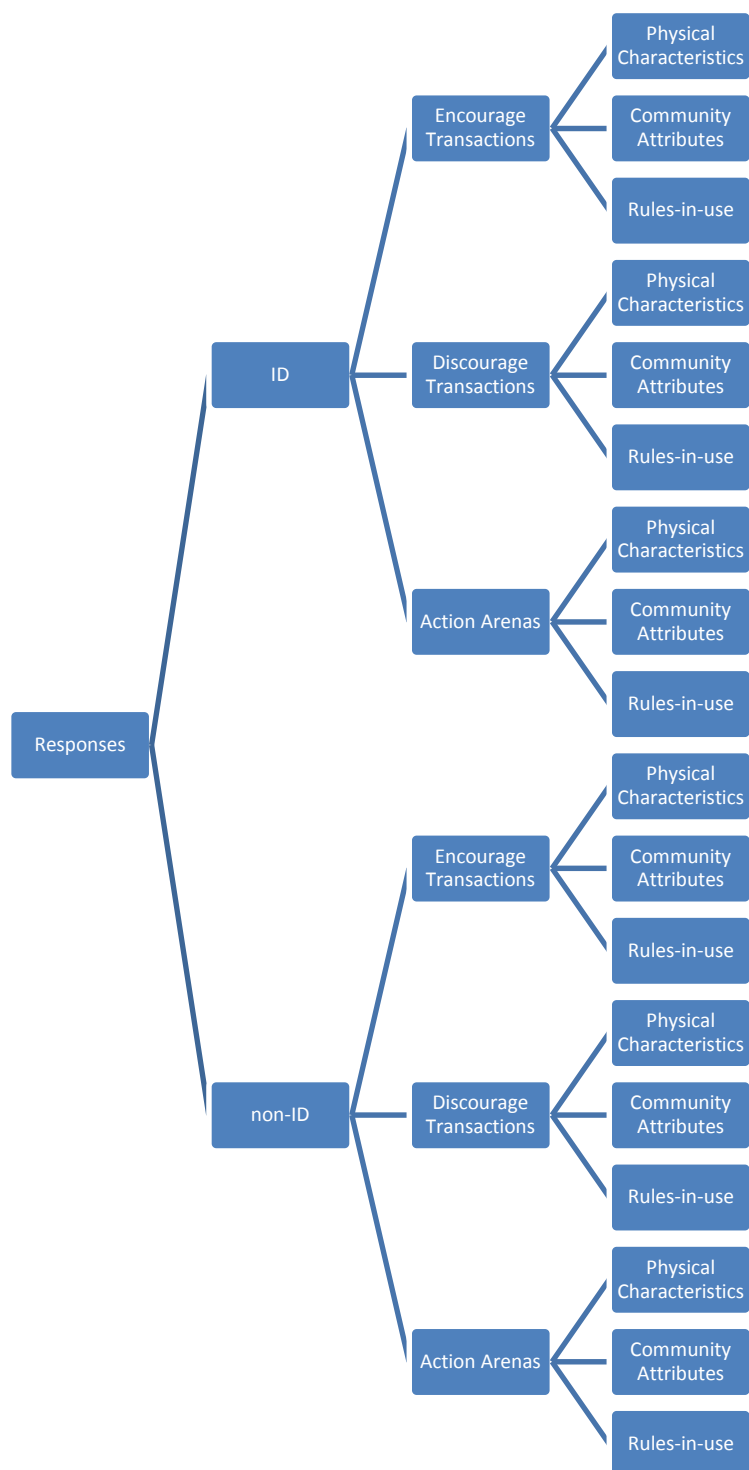 Physical
Characteristics
Encourage
Transactions
Community
Attributes
Rules-in-use
Physical
Characteristics
ID
Discourage
Transactions
Community
Attributes
Rules-in-use
Physical
Characteristics
Action Arenas
Community
Attributes
Rules-in-use
Responses
Physical
Characteristics
Encourage
Transactions
Community
Attributes
Rules-in-use
Physical
Characteristics
non-ID
Discourage
Transactions
Community
Attributes
Rules-in-use
Physical
Characteristics
Action Arenas
Community
Attributes
Rules-in-use